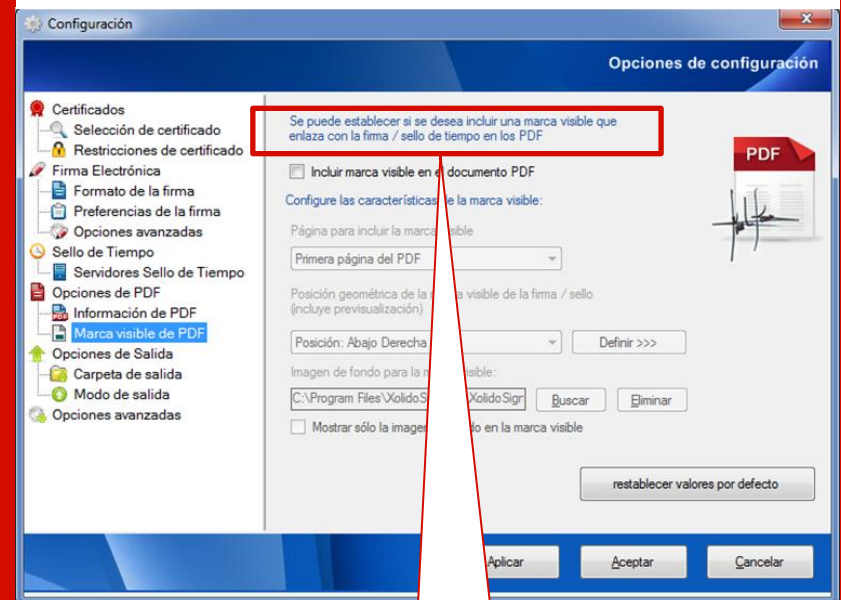 Configuración
Opciones de configuración
Certificados
Selección de certificado
Restricciones de certificado
Firma Electrónica
Formato de la firma
Preferencias de la firma
Opciones avanzadas
Sello de Tiempo
Servidores Sello de Tiempo
Opciones de PDF
Información de PDF
Marca visible de PDF
Opciones de Salida
Carpeta de salida
Modo de salida
Opciones avanzadas
Se puede establecer si se desea incluir una marca visible que
enlaza con la firma / sello de tiempo en los PDF
PDF
Incluir marca visible en el documento PDF
Configure las características de la marca visible:
Página para incluir la marca visible
Primera página del PDF
Posición geométrica de la visible de la firma / sello
(incluye previsualización)
Posición: Abajo Derecha
Definir >>>
Imagen de fondo para la visible:
C:\Program Files\XolidoS XolidoSigr
Buscar
Eliminar
Mostrar sólo la imagen en la marca visible
restablecer valores por defecto
Aplicar
Aceptar
Cancelar